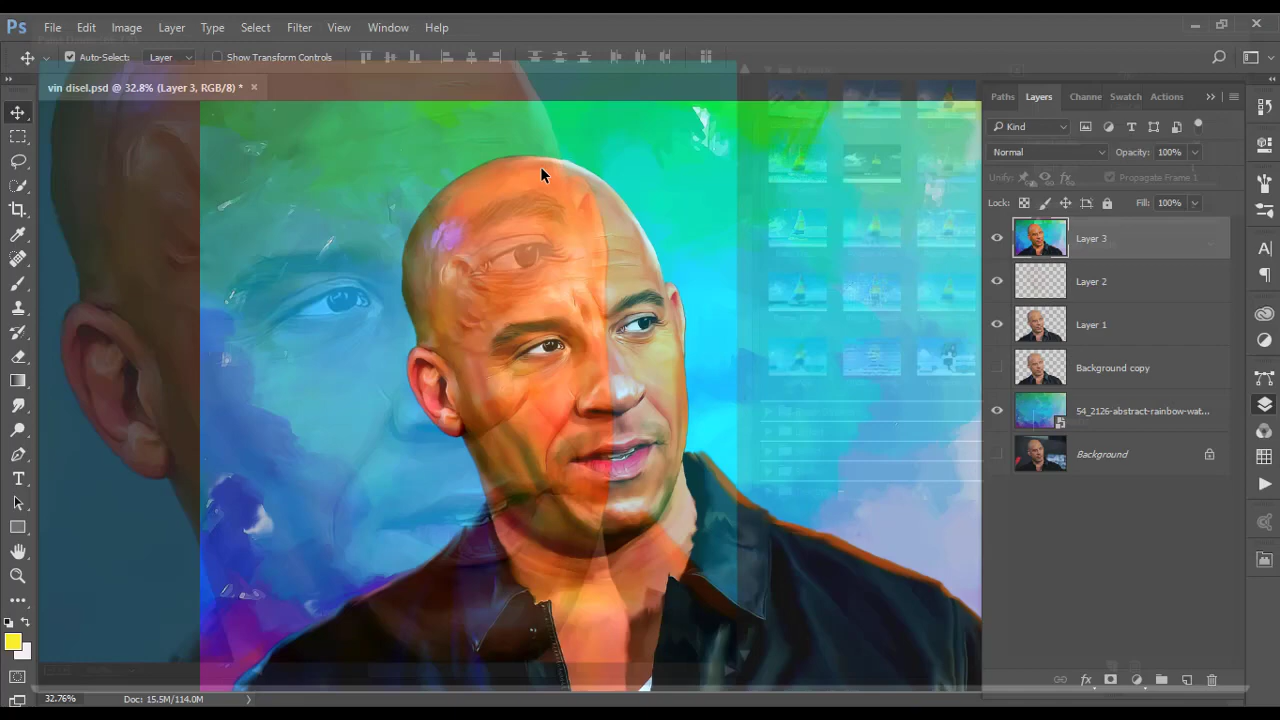 Ps File Edit Image Layer Type Select Filter View Window Help
Auto-Select: Layer Show Transform Controls
vin disel.psd @ 32.8% (Layer 3, RGB/8) *
Paths Layers Channe Swatch Actions
Kind
Normal Opacity: 100%
Unify: Propagate Frame 1
Lock: Fill: 100%
Layer 3
Layer 2
Layer 1
Background copy
54_2126-abstract-rainbow-wat...
Background
32.76% Doc: 15.5M/114.0M